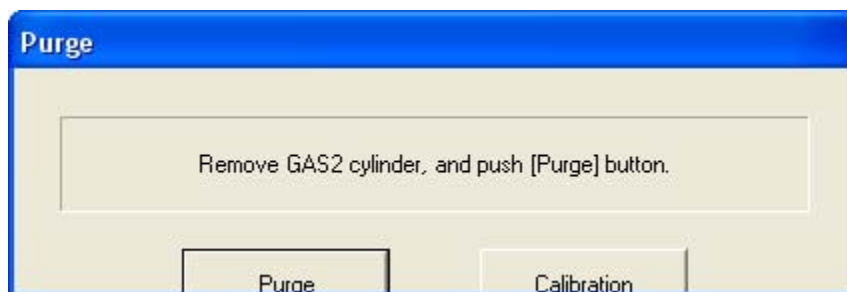 Purge
Remove GAS2 cylinder, and push [Purge] button.
Purge
Calibration